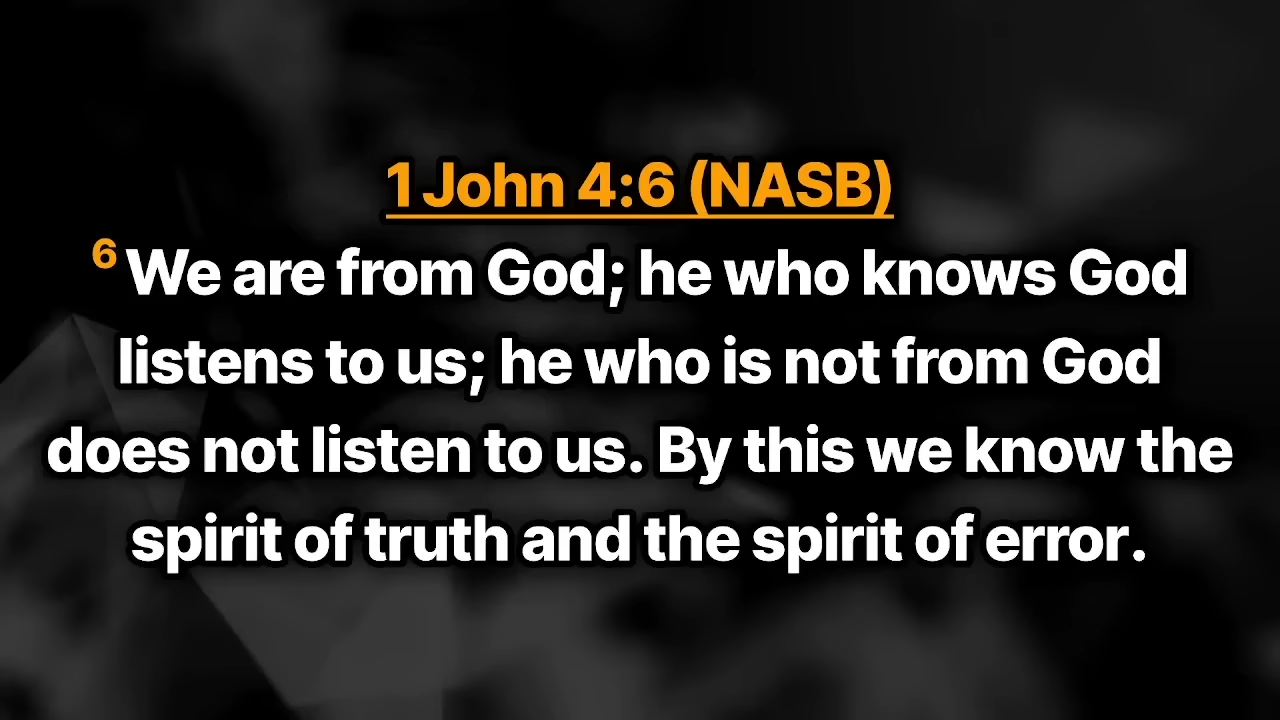 1 John 4:6 (NASB)
6 We are from God; he who knows God
listens to us; he who is not from God
does not listen to us. By this we know the
spirit of truth and the spirit of error.